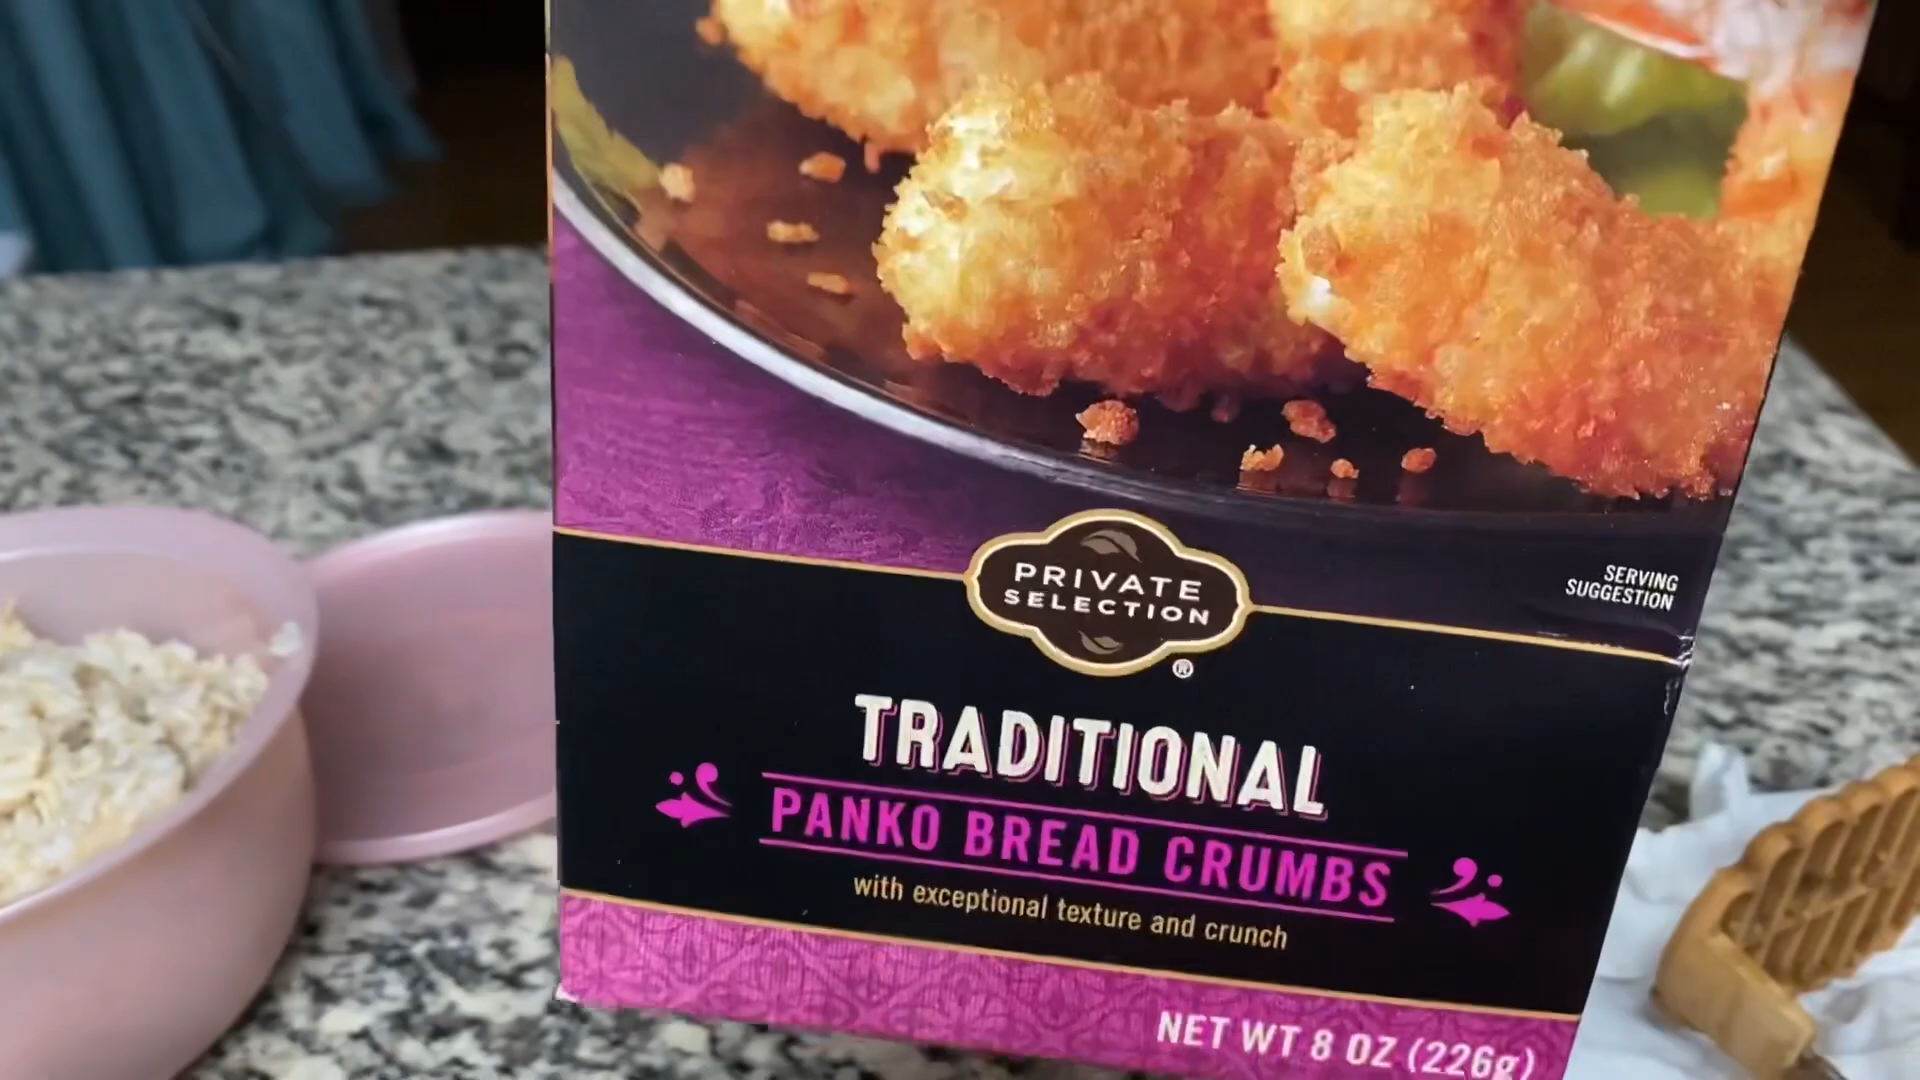 PRIVATE
SELECTION
®
SERVING
SUGGESTION
TRADITIONAL
PANKO BREAD CRUMBS
with exceptional texture and crunch
NET WT 8 OZ (226g)